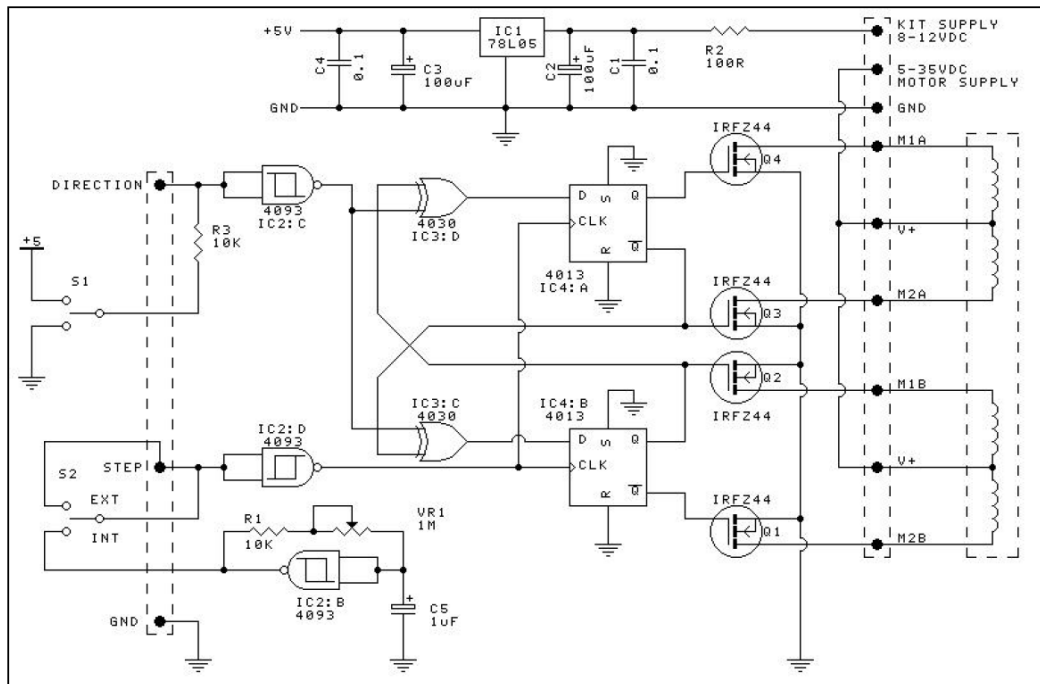 +5V
IC1
78L05
KIT SUPPLY
8-12VDC
R2
100R
C4
0.1
C3
100uF
C2
100uF
C1
0.1
5-35VDC
MOTOR SUPPLY
GND
GND
IRFZ44
Q4
M1A
DIRECTION
4093
IC2:C
4030
IC3:D
D
S
Q
CLK
R
Q
4013
IC4:A
R3
10K
+5
S1
V+
IRFZ44
Q3
M2A
Q2
IRFZ44
M1B
IC3:C
4030
IC4:B
4013
D
S
Q
CLK
R
Q
IC2:D
4093
STEP
S2
EXT
INT
V+
R1
10K
VR1
1M
IRFZ44
Q1
M2B
IC2:B
4093
C5
1uF
GND